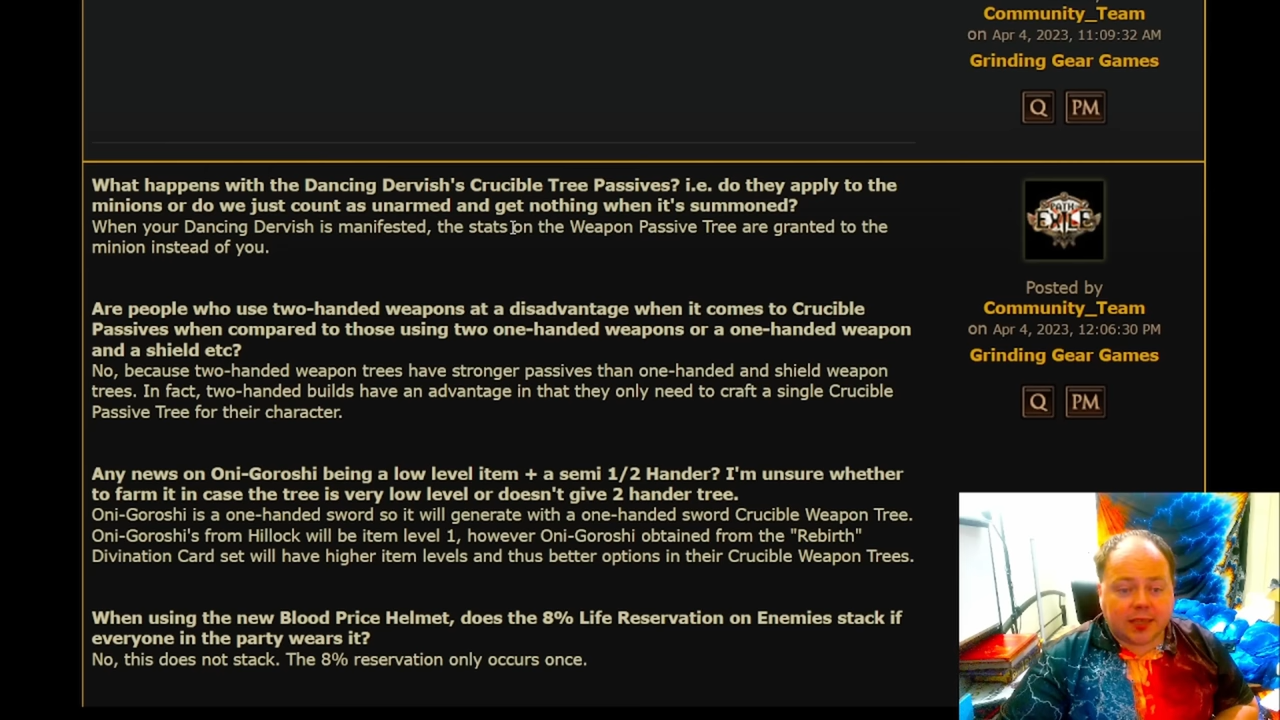 Community_Team
on Apr 4, 2023, 11:09:32 AM
Grinding Gear Games
Q PM
What happens with the Dancing Dervish's Crucible Tree Passives? i.e. do they apply to the
minions or do we just count as unarmed and get nothing when it's summoned?
When your Dancing Dervish is manifested, the stats on the Weapon Passive Tree are granted to the
minion instead of you.
Are people who use two-handed weapons at a disadvantage when it comes to Crucible
Passives when compared to those using two one-handed weapons or a one-handed weapon
and a shield etc?
No, because two-handed weapon trees have stronger passives than one-handed and shield weapon
trees. In fact, two-handed builds have an advantage in that they only need to craft a single Crucible
Passive Tree for their character.
Any news on Oni-Goroshi being a low level item + a semi 1/2 Hander? I'm unsure whether
to farm it in case the tree is very low level or doesn't give 2 hander tree.
Oni-Goroshi is a one-handed sword so it will generate with a one-handed sword Crucible Weapon Tree.
Oni-Goroshi's from Hillock will be item level 1, however Oni-Goroshi obtained from the "Rebirth"
Divination Card set will have higher item levels and thus better options in their Crucible Weapon Trees.
When using the new Blood Price Helmet, does the 8% Life Reservation on Enemies stack if
everyone in the party wears it?
No, this does not stack. The 8% reservation only occurs once.
PATH
OF
EXILE
Posted by
Community_Team
on Apr 4, 2023, 12:06:30 PM
Grinding Gear Games
Q PM